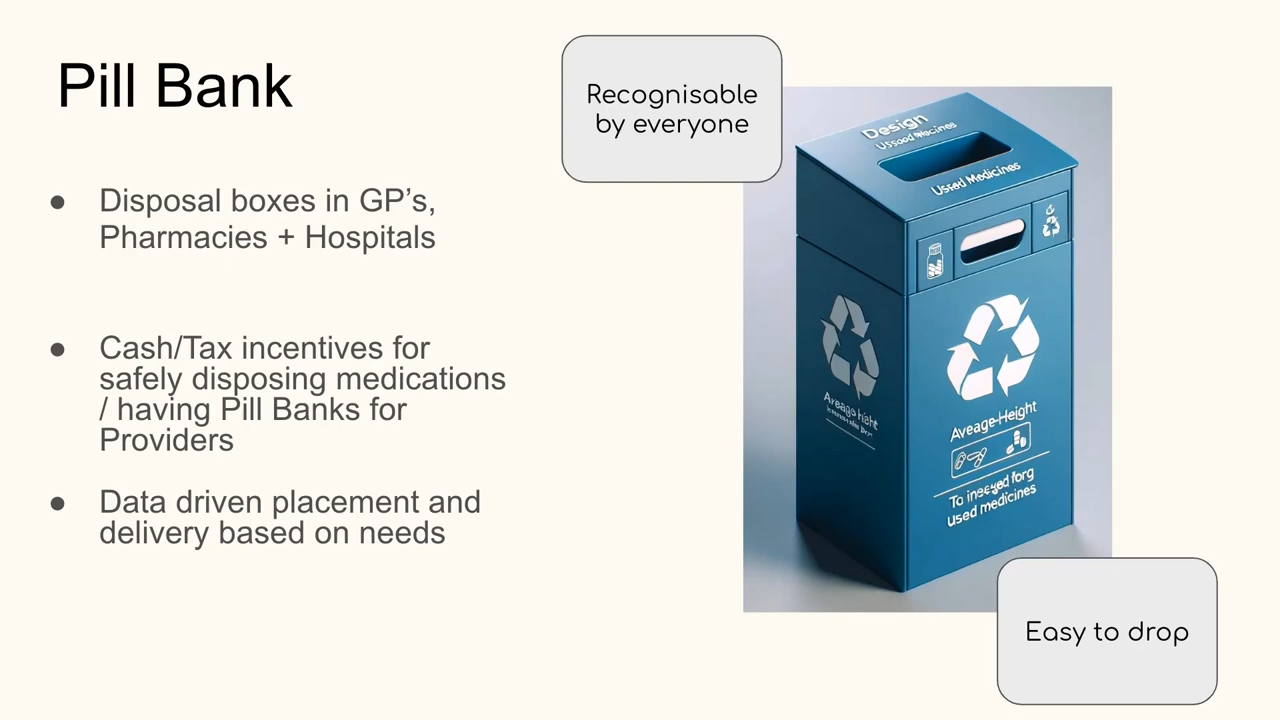 Pill Bank
Recognisable
by everyone
● Disposal boxes in GP’s,
Pharmacies + Hospitals
● Cash/Tax incentives for
safely disposing medications
/ having Pill Banks for
Providers
● Data driven placement and
delivery based on needs
Design
Used Medicines
Aveage-Height
used medicines
Easy to drop